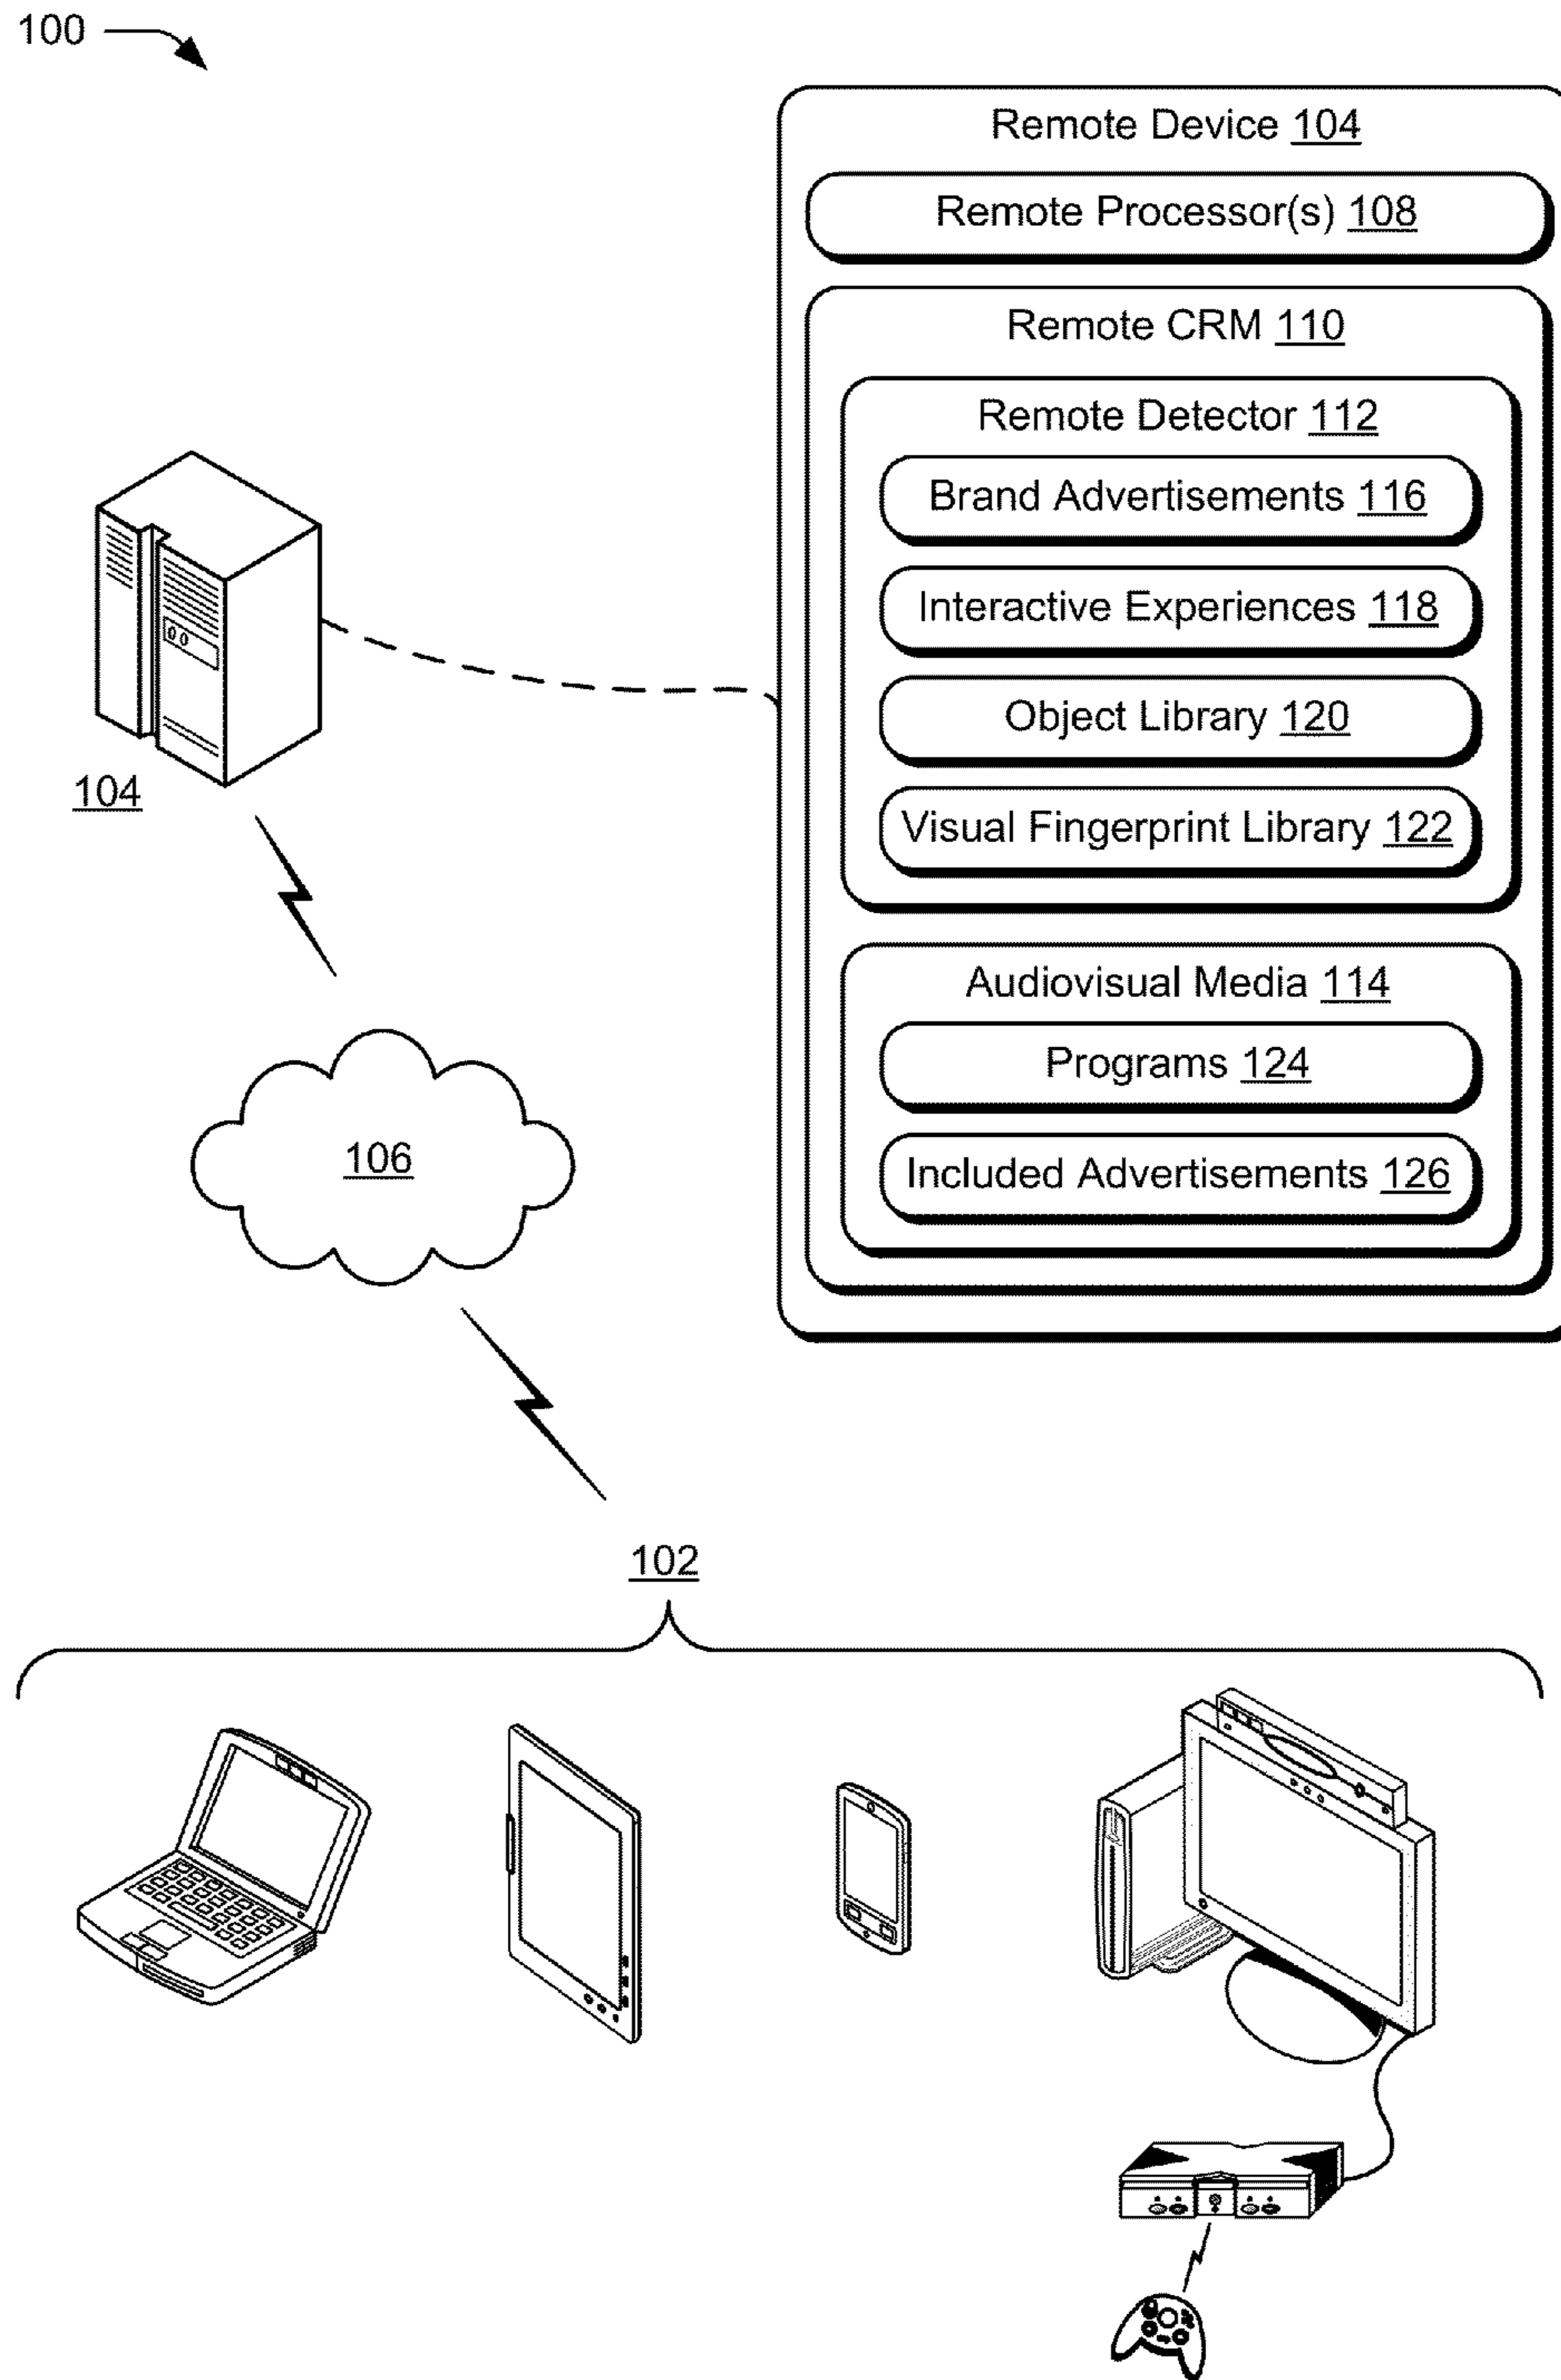 100
Remote Device 104
Remote Processor(s) 108
Remote CRM 110
Remote Detector 112
Brand Advertisements 116
Interactive Experiences 118
Object Library 120
Visual Fingerprint Library 122
Audiovisual Media 114
Programs 124
Included Advertisements 126
104
106
102